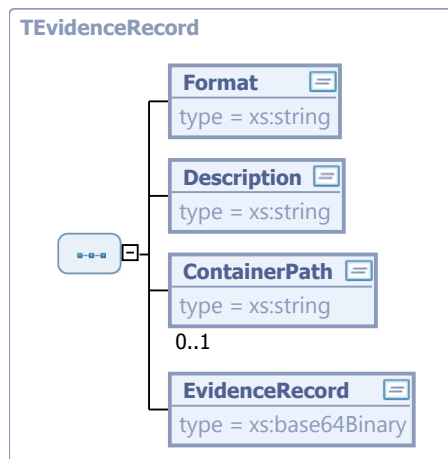 TEvidenceRecord
Format
type = xs:string
Description
type = xs:string
ContainerPath
type = xs:string
0..1
EvidenceRecord
type = xs:base64Binary